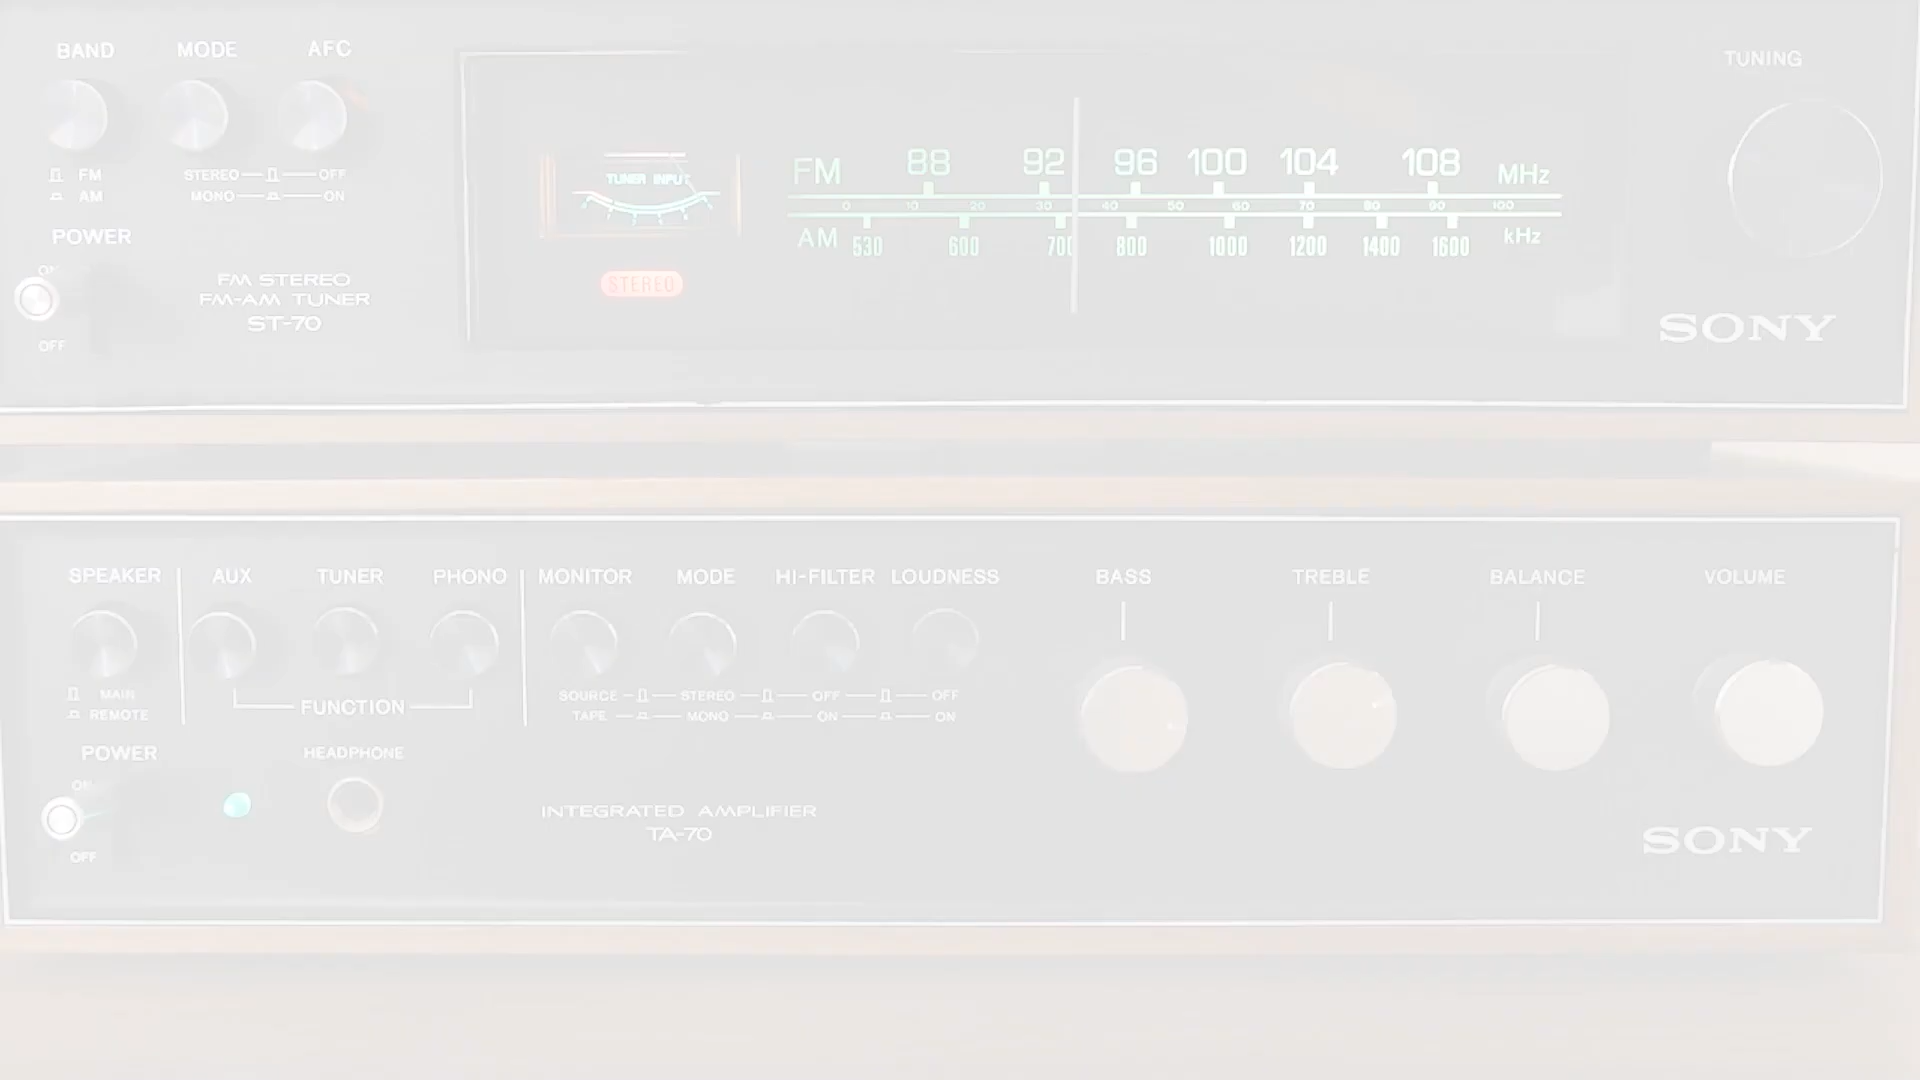 BAND MODE AFC
FM STEREO OFF
AM MONO ON
POWER
ON
OFF
FM STEREO
FM-AM TUNER
ST-70
TUNER INPUT
STEREO
FM 88 92 96 100 104 108 MHz
0 10 20 30 40 50 60 70 80 90 100
AM 530 600 700 800 1000 1200 1400 1600 kHz
TUNING
SONY
SPEAKER AUX TUNER PHONO MONITOR MODE HI-FILTER LOUDNESS BASS TREBLE BALANCE VOLUME
MAIN SOURCE STEREO OFF OFF
REMOTE TAPE MONO ON ON
FUNCTION
POWER HEADPHONE
ON
OFF
INTEGRATED AMPLIFIER
TA-70
SONY